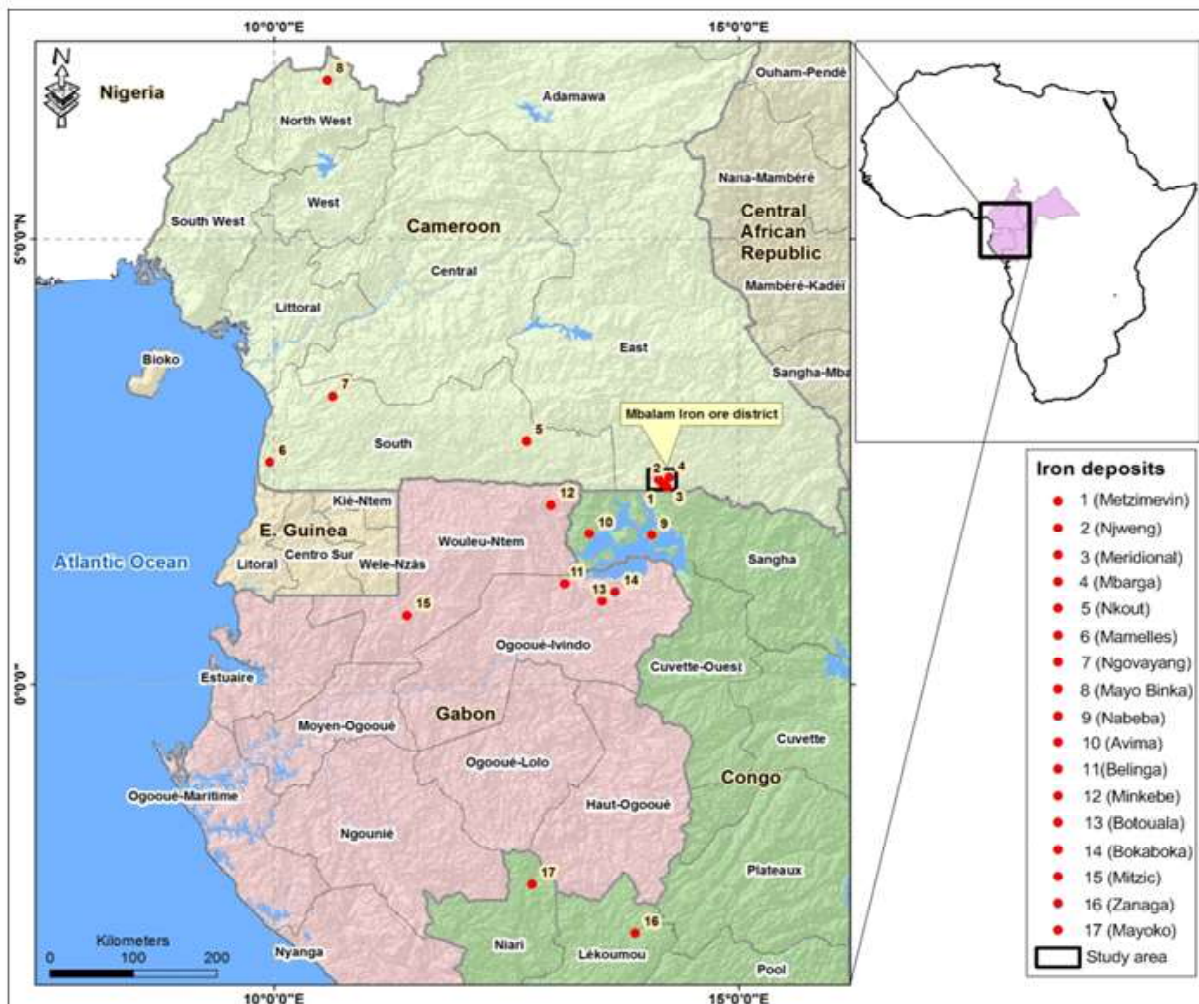 10°0'0"E
15°0'0"E
N
Nigeria
8
North West
Adamawa
Ouham-Pendé
Nana-Mambéré
West
South West
Cameroon
Central
African
Republic
5°0'0"N
Central
Mambéré-Kadéï
Littoral
East
Bioko
Sangha-Mba
7
Mbalam Iron ore district
South
5
6
2
4
1
3
Kié-Ntem
12
E. Guinea
10
9
Wouleu-Ntem
Atlantic Ocean
Centro Sur
Litoral
Wele-Nzás
Sangha
11
14
13
15
Ogooué-Ivindo
Cuvette-Ouest
0°0'0"
Estuaire
Moyen-Ogooué
Gabon
Cuvette
Ogooué-Lolo
Congo
Ogooué-Maritime
Haut-Ogooué
Ngounié
Plateaux
17
16
Kilometers
0 50 100 200
Nyanga
Niari
Lékoumou
Pool
10°0'0"E
15°0'0"E
Iron deposits
1 (Metzimevin)
2 (Njweng)
3 (Meridional)
4 (Mbarga)
5 (Nkout)
6 (Mamelles)
7 (Ngovayang)
8 (Mayo Binka)
9 (Nabeba)
10 (Avima)
11(Belinga)
12 (Minkebe)
13 (Botouala)
14 (Bokaboka)
15 (Mitzic)
16 (Zanaga)
17 (Mayoko)
Study area